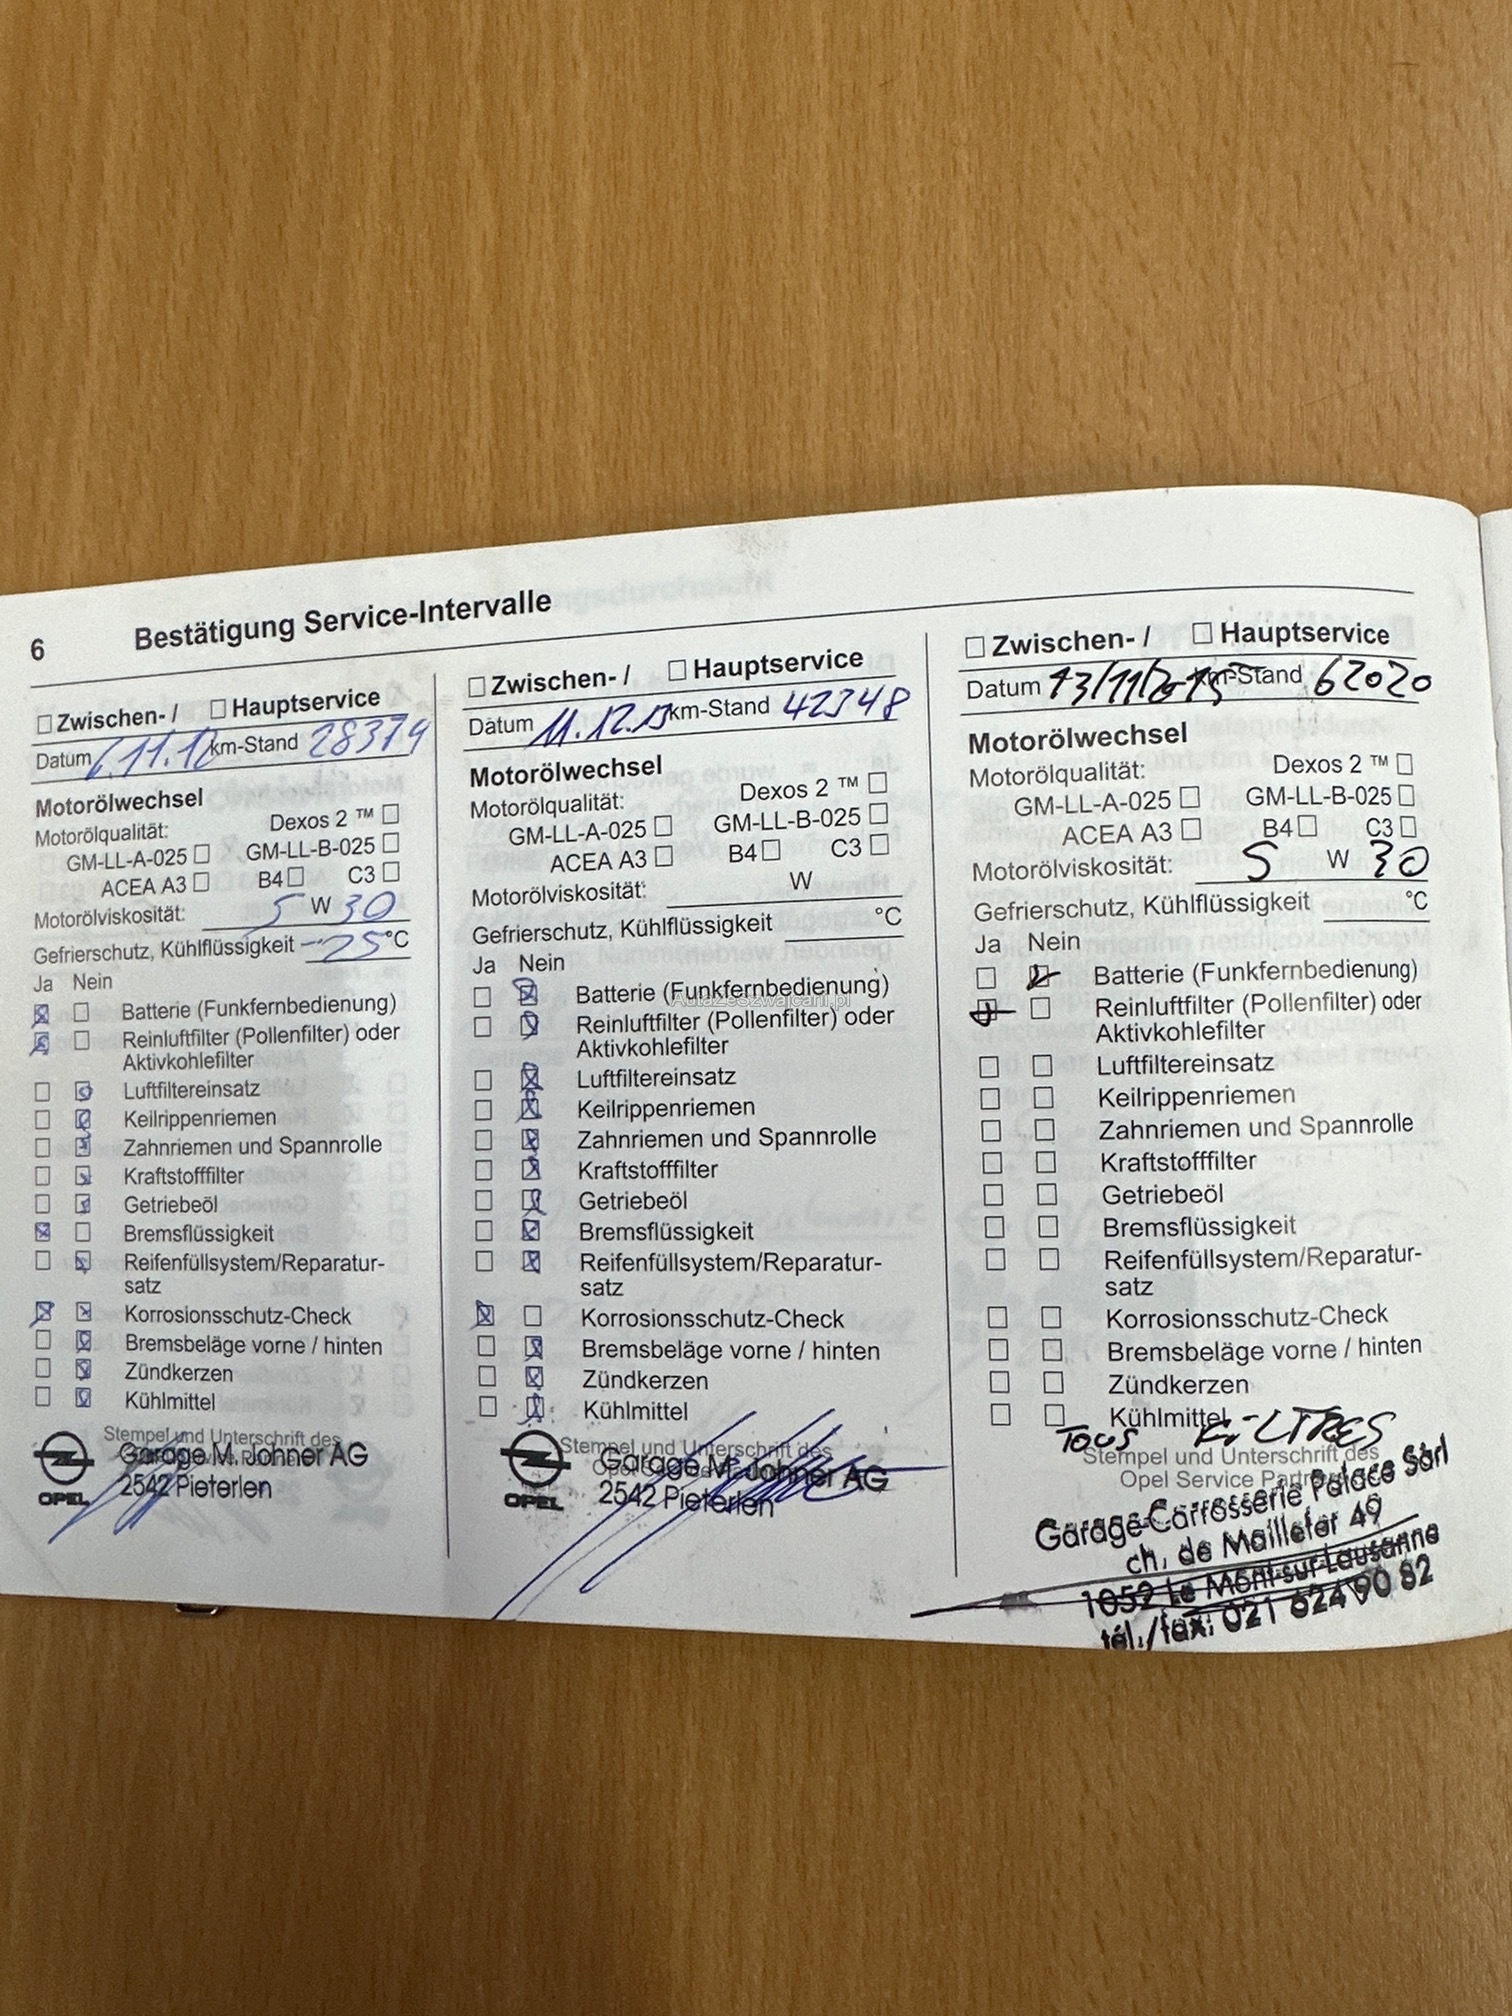 6 Bestätigung Service-Intervalle
☐ Zwischen- / ☐ Hauptservice
Datum 6.11.12 km-Stand 28374
Motorölwechsel
Motorölqualität: Dexos 2 ™ ☐
GM-LL-A-025 ☐ GM-LL-B-025 ☐
ACEA A3 ☐ B4 ☐ C3 ☐
Motorölviskosität: 5 W 30
Gefrierschutz, Kühlflüssigkeit -25 °C
Ja Nein
☒ ☐ Batterie (Funkfernbedienung)
☒ ☐ Reinluftfilter (Pollenfilter) oder
Aktivkohlefilter
☐ ☒ Luftfiltereinsatz
☐ ☒ Keilrippenriemen
☐ ☒ Zahnriemen und Spannrolle
☐ ☒ Kraftstofffilter
☐ ☒ Getriebeöl
☒ ☐ Bremsflüssigkeit
☐ ☒ Reifenfüllsystem/Reparatur-
satz
☒ ☒ Korrosionsschutz-Check
☐ ☒ Bremsbeläge vorne / hinten
☐ ☒ Zündkerzen
☐ ☒ Kühlmittel
Stempel und Unterschrift des
Garage M. Johner AG
2542 Pieterlen
OPEL
☐ Zwischen- / ☐ Hauptservice
Datum 11.12.13 km-Stand 42348
Motorölwechsel
Motorölqualität: Dexos 2 ™ ☐
GM-LL-A-025 ☐ GM-LL-B-025 ☐
ACEA A3 ☐ B4 ☐ C3 ☐
Motorölviskosität: W
Gefrierschutz, Kühlflüssigkeit °C
Ja Nein
☐ ☒ Batterie (Funkfernbedienung)
AutaZeSzwajcarii.pl
☐ ☒ Reinluftfilter (Pollenfilter) oder
Aktivkohlefilter
☐ ☒ Luftfiltereinsatz
☐ ☒ Keilrippenriemen
☐ ☒ Zahnriemen und Spannrolle
☐ ☒ Kraftstofffilter
☐ ☒ Getriebeöl
☐ ☒ Bremsflüssigkeit
☐ ☒ Reifenfüllsystem/Reparatur-
satz
☒ ☐ Korrosionsschutz-Check
☐ ☒ Bremsbeläge vorne / hinten
☐ ☒ Zündkerzen
☐ ☒ Kühlmittel
Stempel und Unterschrift des
Garage M. Johner AG
2542 Pieterlen
OPEL
☐ Zwischen- / ☐ Hauptservice
Datum 13/11/2015 km-Stand 62020
Motorölwechsel
Motorölqualität: Dexos 2 ™ ☐
GM-LL-A-025 ☐ GM-LL-B-025 ☐
ACEA A3 ☐ B4 ☐ C3 ☐
Motorölviskosität: 5 W 30
Gefrierschutz, Kühlflüssigkeit °C
Ja Nein
☐ ☒ Batterie (Funkfernbedienung)
☒ ☐ Reinluftfilter (Pollenfilter) oder
Aktivkohlefilter
☐ ☐ Luftfiltereinsatz
☐ ☐ Keilrippenriemen
☐ ☐ Zahnriemen und Spannrolle
☐ ☐ Kraftstofffilter
☐ ☐ Getriebeöl
☐ ☐ Bremsflüssigkeit
☐ ☐ Reifenfüllsystem/Reparatur-
satz
☐ ☐ Korrosionsschutz-Check
☐ ☐ Bremsbeläge vorne / hinten
☐ ☐ Zündkerzen
☐ ☐ Kühlmittel
TOUS FILTRES
Stempel und Unterschrift des
Opel Service Partners
Garage-Carrosserie Palace Sàrl
ch. de Maillefer 49
1052 Le Mont-sur-Lausanne
tél./fax: 021 624 90 82